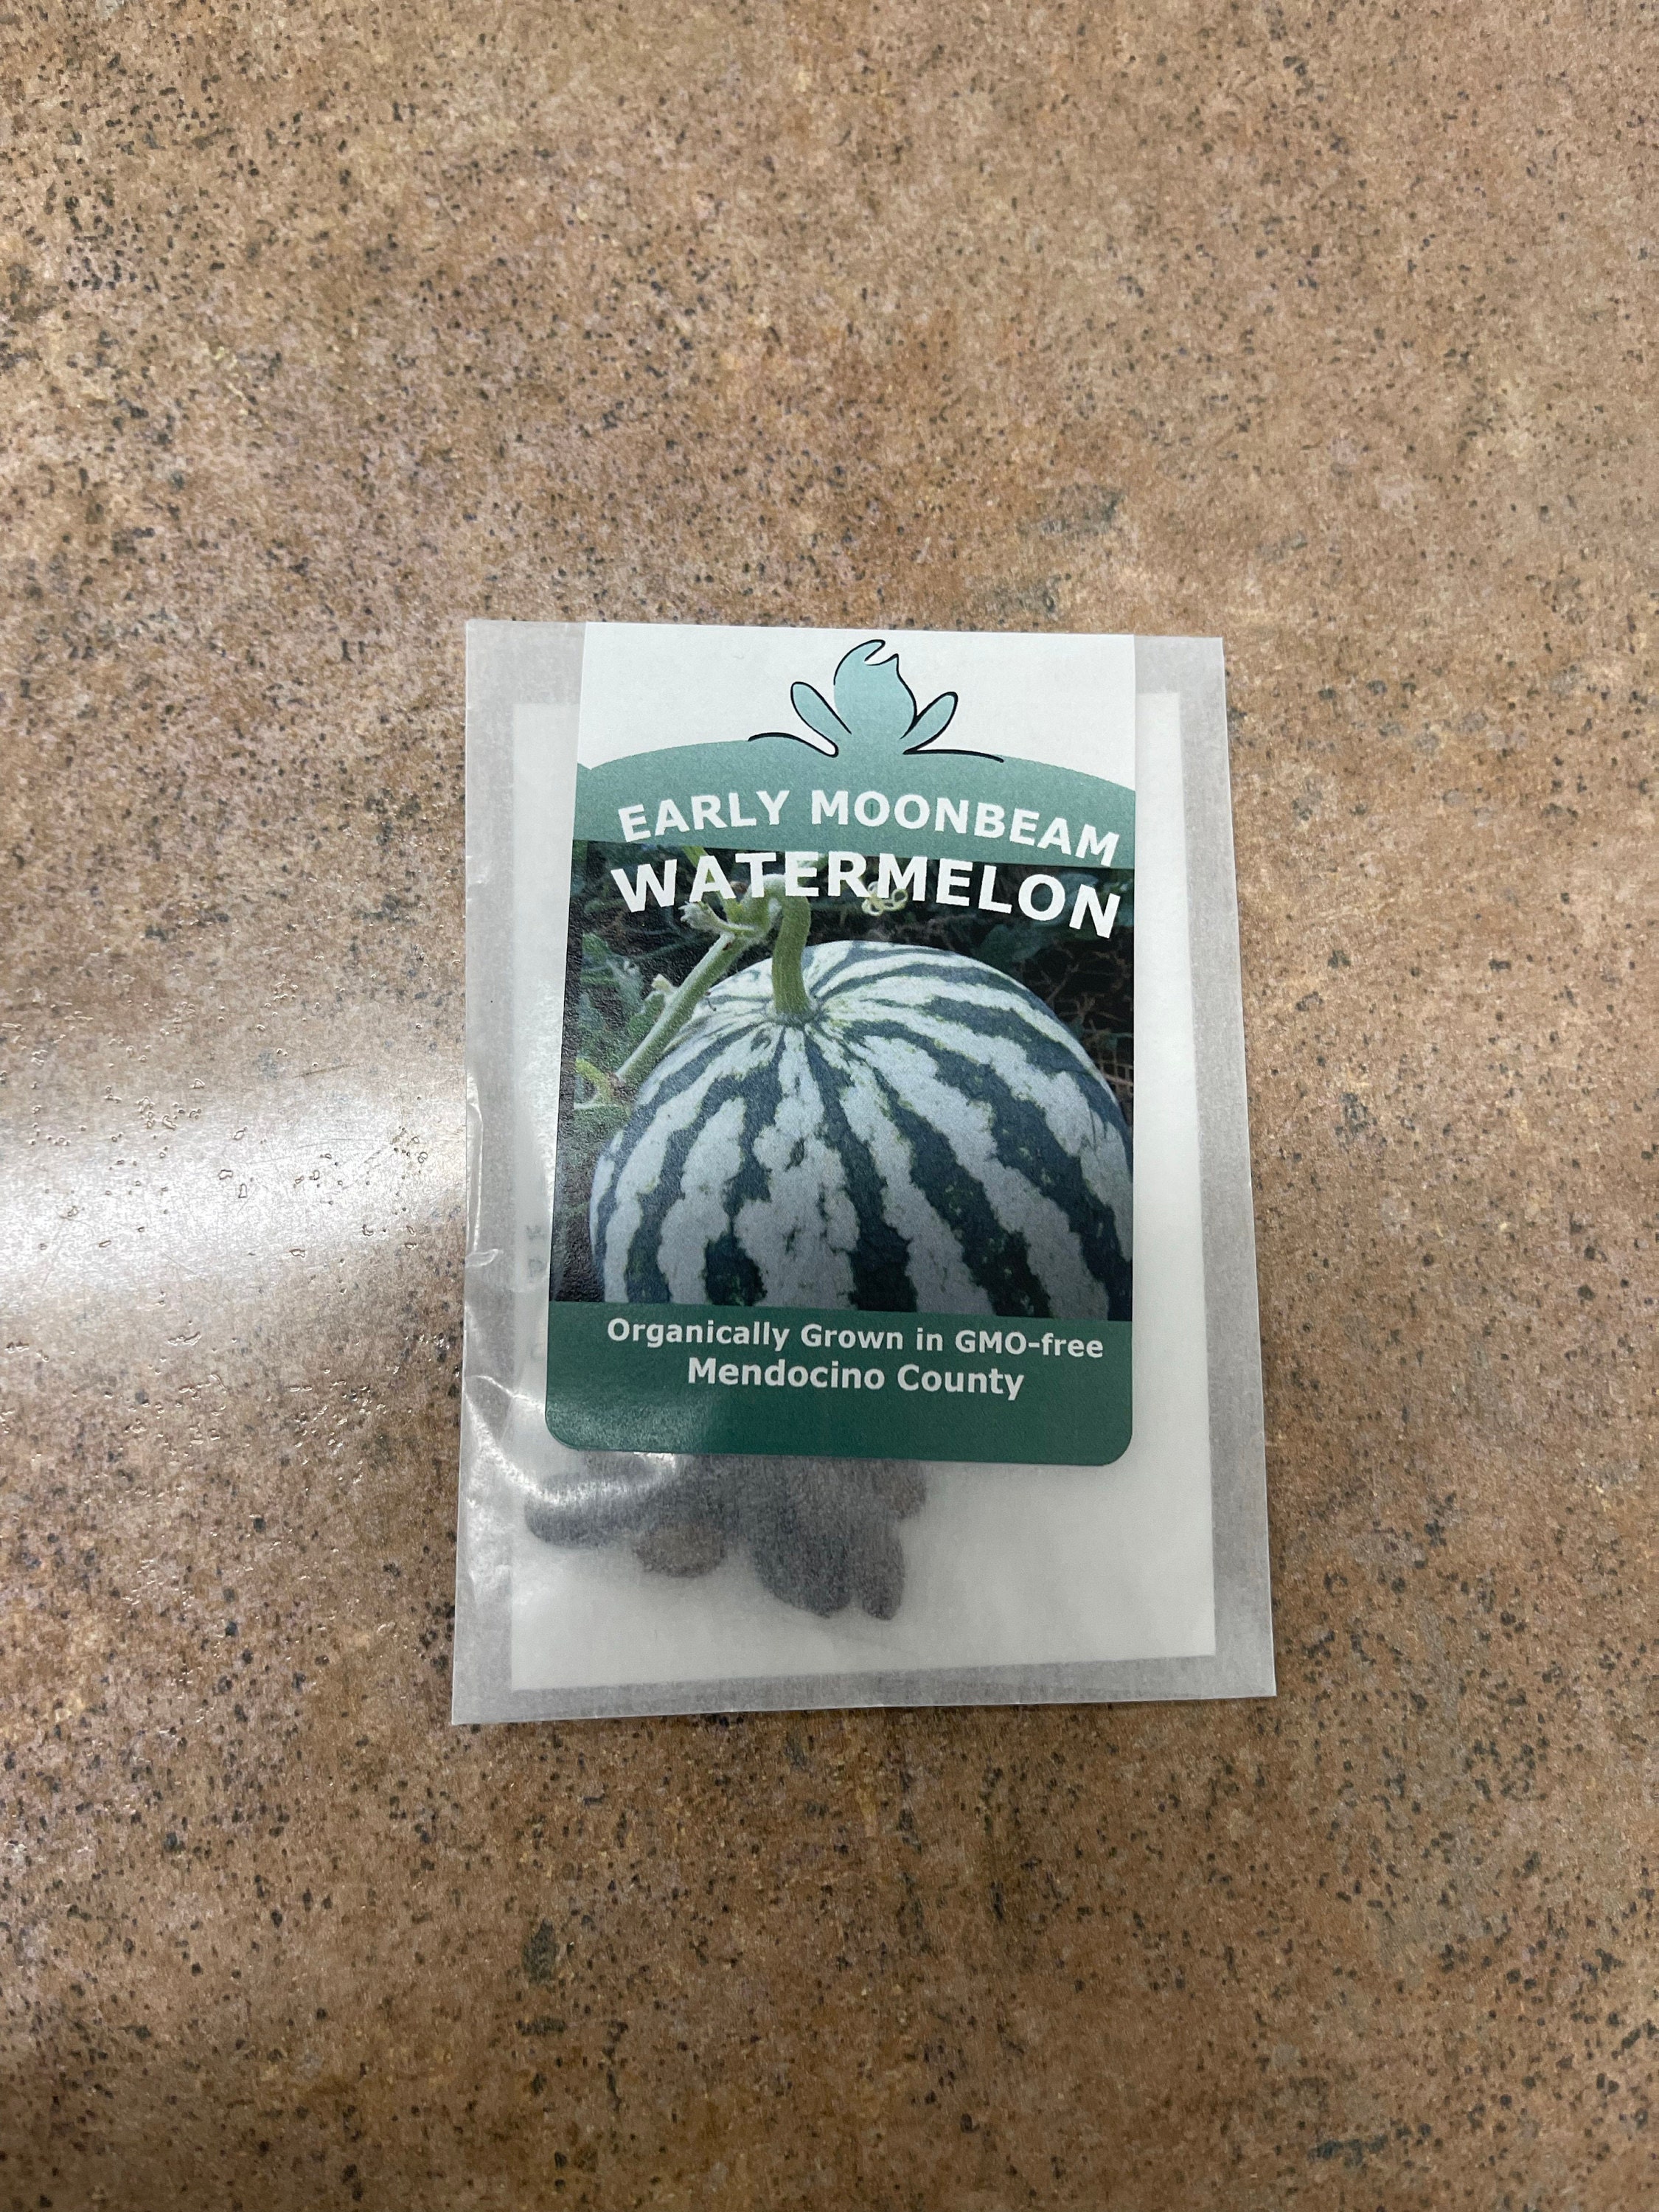 EARLY MOONBEAM
WATERMELON
Organically Grown in GMO-free
Mendocino County